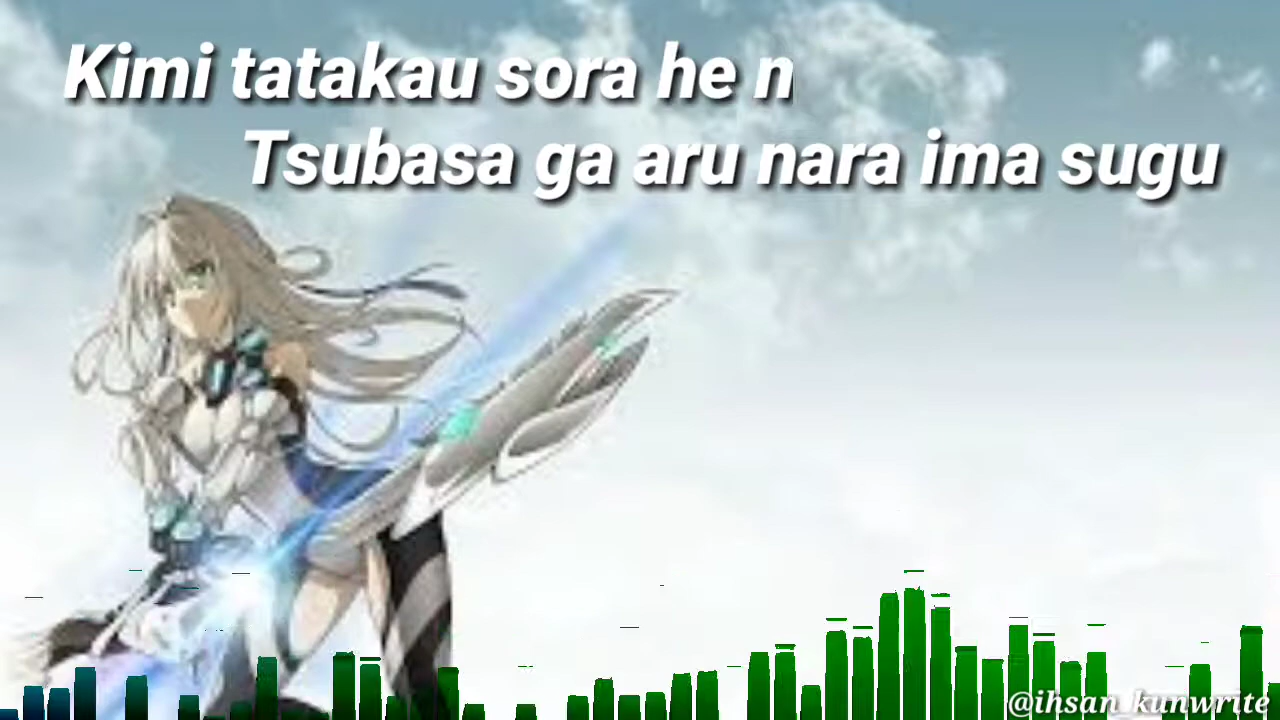 Kimi tatakau sora he n
Tsubasa ga aru nara ima sugu
@ihsan_kunwrite